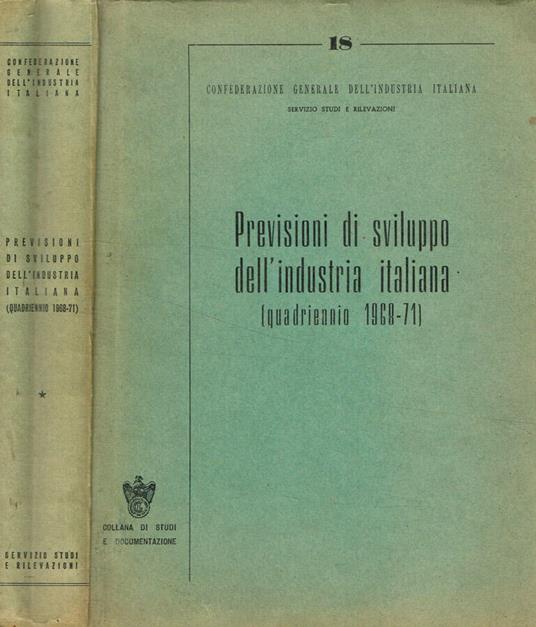 CONFEDERAZIONE
GENERALE
DELL'INDUSTRIA
ITALIANA
PREVISIONI
DI SVILUPPO
DELL'INDUSTRIA
ITALIANA
(QUADRIENNIO 1968-71)
*
SERVIZIO STUDI
E RILEVAZIONI
18
CONFEDERAZIONE GENERALE DELL'INDUSTRIA ITALIANA
SERVIZIO STUDI E RILEVAZIONI
Previsioni di sviluppo
dell'industria italiana
(quadriennio 1968-71)
COLLANA DI STUDI
E DOCUMENTAZIONE